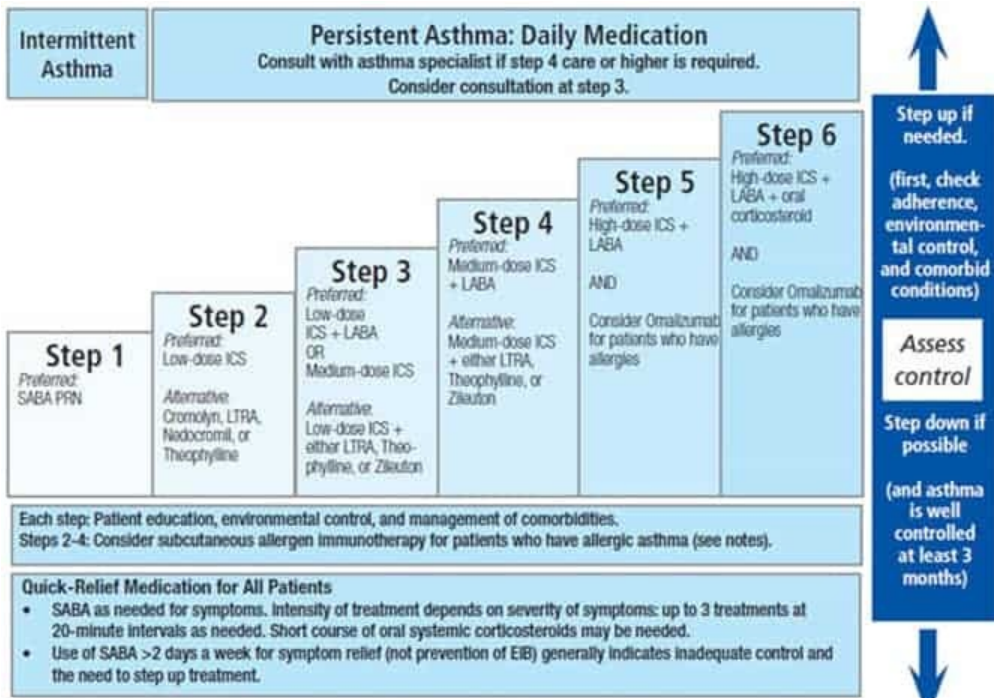 Intermittent
Asthma
Persistent Asthma: Daily Medication
Consult with asthma specialist if step 4 care or higher is required.
Consider consultation at step 3.
Step 1
Preferred:
SABA PRN
Step 2
Preferred:
Low-dose ICS
Alternative:
Cromolyn, LTRA,
Nedocromil, or
Theophylline
Step 3
Preferred:
Low-dose
ICS + LABA
OR
Medium-dose ICS
Alternative:
Low-dose ICS +
either LTRA, Theo-
phylline, or Zileuton
Step 4
Preferred:
Medium-dose ICS
+ LABA
Alternative:
Medium-dose ICS
+ either LTRA,
Theophylline, or
Zileuton
Step 5
Preferred:
High-dose ICS +
LABA
AND
Consider Omalizumab
for patients who have
allergies
Step 6
Preferred:
High-dose ICS +
LABA + oral
corticosteroid
AND
Consider Omalizumab
for patients who have
allergies
Each step: Patient education, environmental control, and management of comorbidities.
Steps 2-4: Consider subcutaneous allergen immunotherapy for patients who have allergic asthma (see notes).
Quick-Relief Medication for All Patients
• SABA as needed for symptoms. Intensity of treatment depends on severity of symptoms: up to 3 treatments at
20-minute intervals as needed. Short course of oral systemic corticosteroids may be needed.
• Use of SABA >2 days a week for symptom relief (not prevention of EIB) generally indicates inadequate control and
the need to step up treatment.
Step up if
needed.
(first, check
adherence,
environmen-
tal control,
and comorbid
conditions)
Assess
control
Step down if
possible
(and asthma
is well
controlled
at least 3
months)